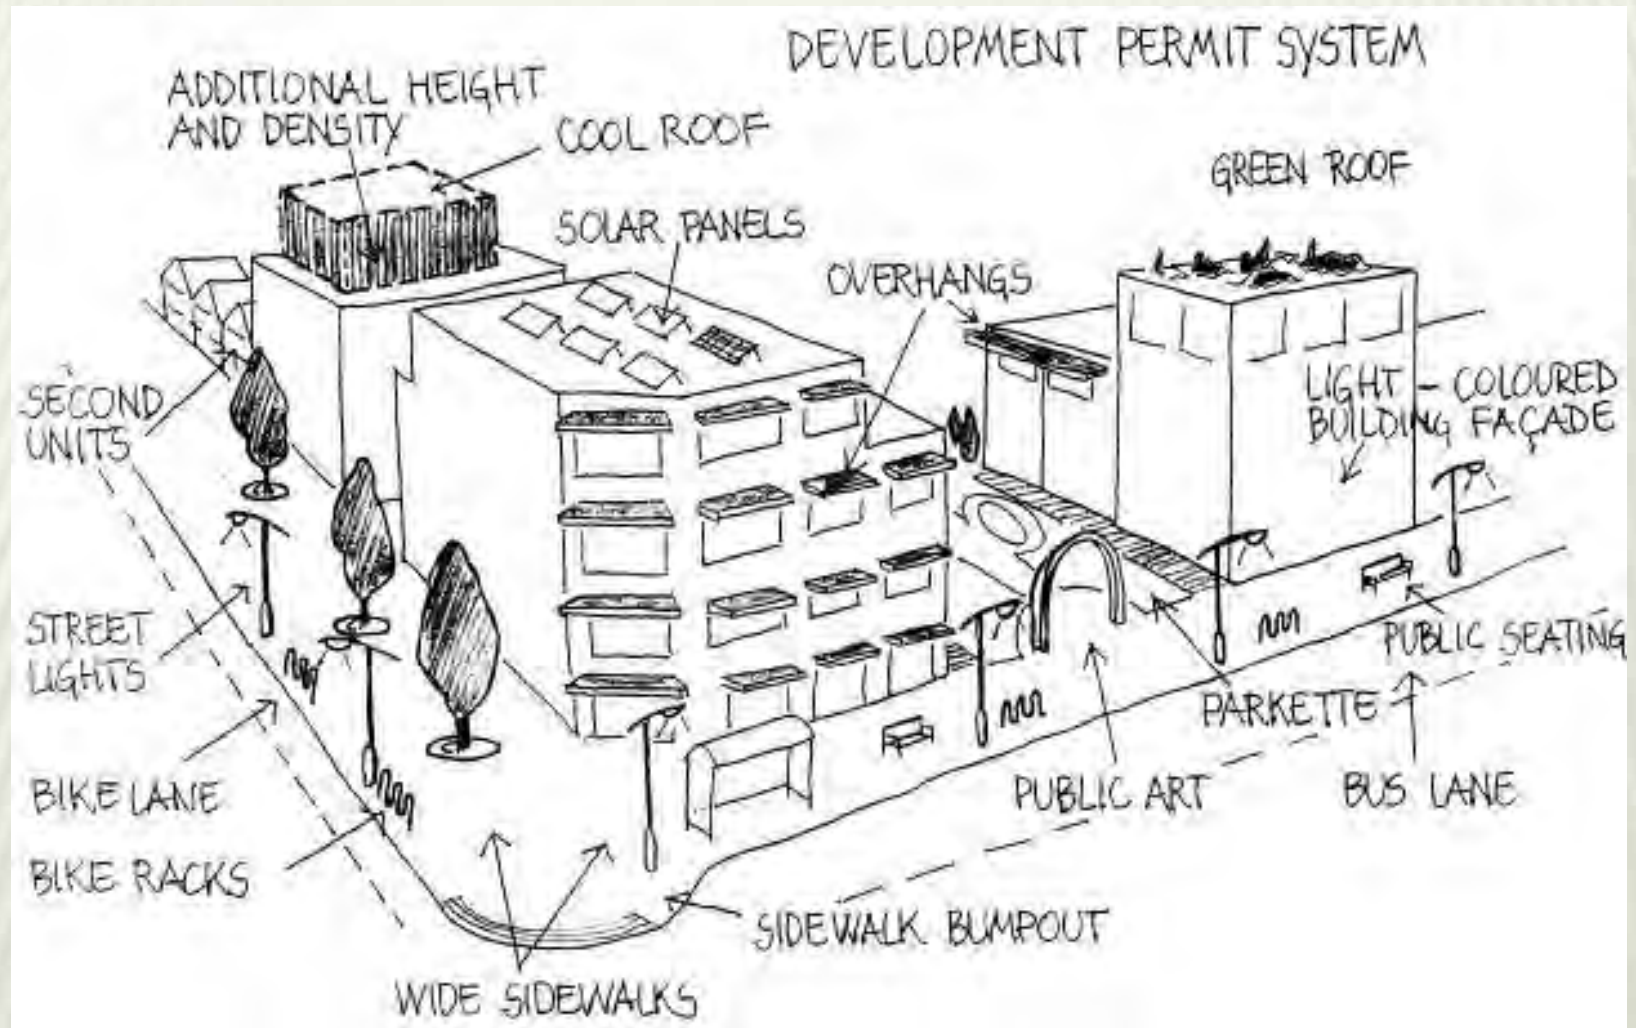 DEVELOPMENT PERMIT SYSTEM
ADDITIONAL HEIGHT
AND DENSITY
COOL ROOF
GREEN ROOF
SOLAR PANELS
OVERHANGS
SECOND
UNITS
LIGHT - COLOURED
BUILDING FAÇADE
STREET
LIGHTS
PUBLIC SEATING
PARKETTE
BIKE LANE
PUBLIC ART
BUS LANE
BIKE RACKS
SIDEWALK BUMPOUT
WIDE SIDEWALKS